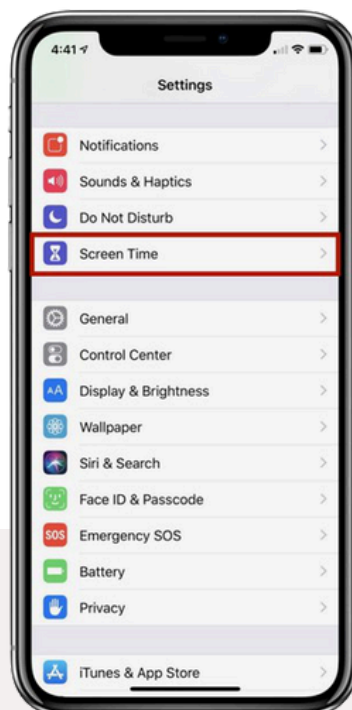 4:41
Settings
Notifications
Sounds & Haptics
Do Not Disturb
Screen Time
General
Control Center
AA Display & Brightness
Wallpaper
Siri & Search
Face ID & Passcode
SOS Emergency SOS
Battery
Privacy
iTunes & App Store